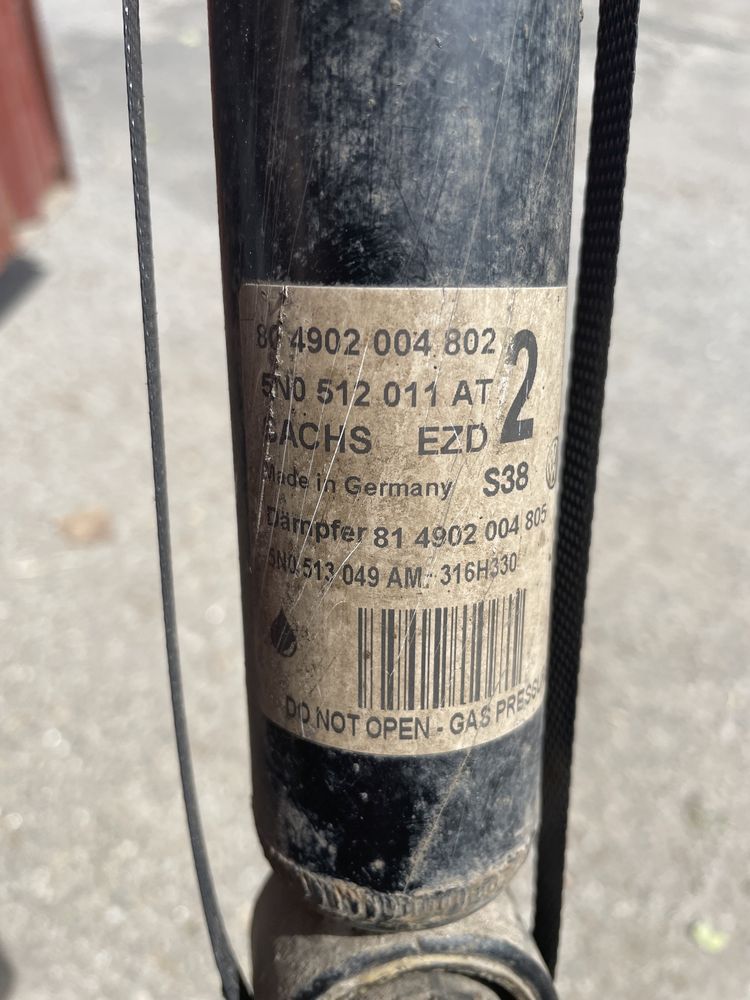 80 4902 004 802
2
5N0 512 011 AT
SACHS EZD
Made in Germany S38
Dämpfer 81 4902 004 805
5N0 513 049 AM 316H330
DO NOT OPEN - GAS PRESSU